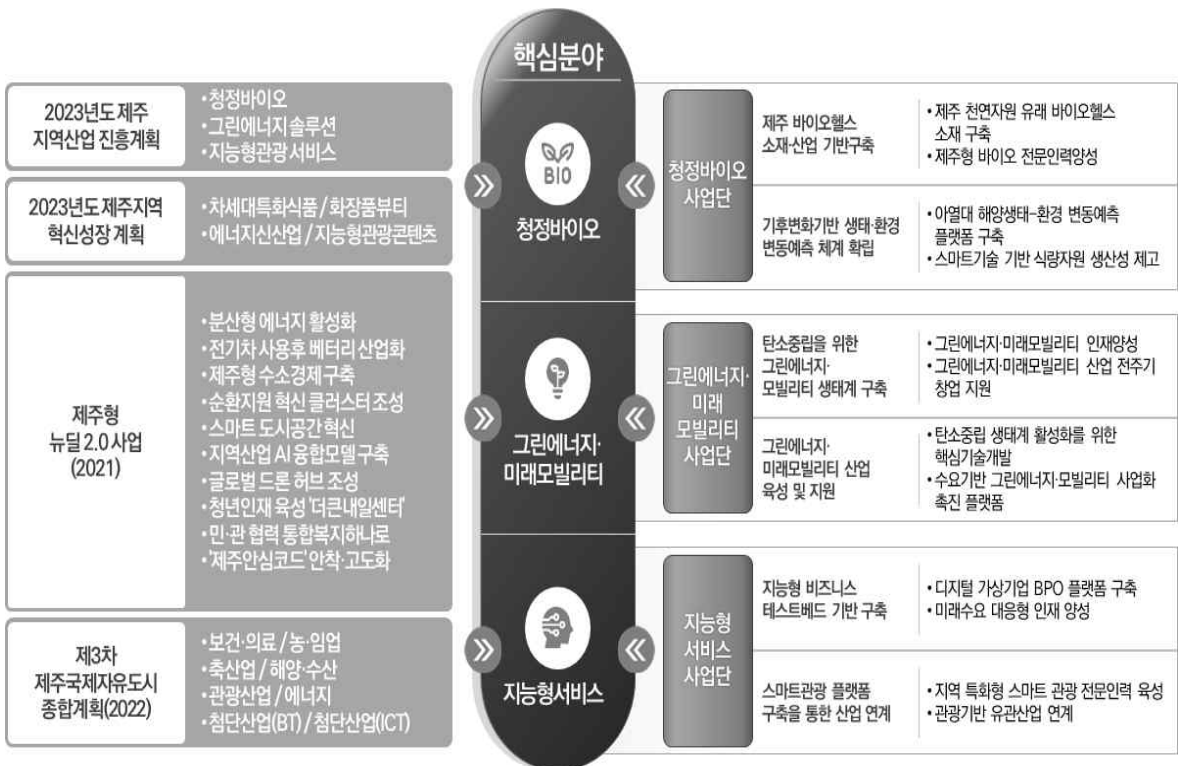 핵심분야
2023년도 제주
지역산업 진흥계획
•청정바이오
•그린에너지 솔루션
•지능형관광 서비스
2023년도 제주지역
혁신성장 계획
•차세대특화식품 / 화장품뷰티
•에너지신산업 / 지능형관광콘텐츠
제주형
뉴딜 2.0 사업
(2021)
•분산형 에너지 활성화
•전기차 사용후 베터리 산업화
•제주형 수소경제 구축
•순환지원 혁신 클러스터 조성
•스마트 도시공간 혁신
•지역산업 AI 융합모델 구축
•글로벌 드론 허브 조성
•청년인재 육성 '더큰내일센터'
•민·관 협력 통합복지하나로
•'제주안심코드' 안착·고도화
제3차
제주국제자유도시
종합계획(2022)
•보건·의료 / 농·임업
•축산업 / 해양·수산
•관광산업 / 에너지
•첨단산업(BT) / 첨단산업(ICT)
BIO
청정바이오
그린에너지·
미래모빌리티
지능형서비스
청정바이오
사업단
제주 바이오헬스
소재·산업 기반구축
• 제주 천연자원 유래 바이오헬스
소재 구축
• 제주형 바이오 전문인력양성
기후변화기반 생태·환경
변동예측 체계 확립
• 아열대 해양생태-환경 변동예측
플랫폼 구축
• 스마트기술 기반 식량자원 생산성 제고
그린에너지·
미래
모빌리티
사업단
탄소중립을 위한
그린에너지·
모빌리티 생태계 구축
• 그린에너지·미래모빌리티 인재양성
• 그린에너지·미래모빌리티 산업 전주기
창업 지원
그린에너지·
미래모빌리티 산업
육성 및 지원
• 탄소중립 생태계 활성화를 위한
핵심기술개발
• 수요기반 그린에너지·모빌리티 사업화
촉진 플랫폼
지능형
서비스
사업단
지능형 비즈니스
테스트베드 기반 구축
• 디지털 가상기업 BPO 플랫폼 구축
• 미래수요 대응형 인재 양성
스마트관광 플랫폼
구축을 통한 산업 연계
• 지역 특화형 스마트 관광 전문인력 육성
• 관광기반 유관산업 연계